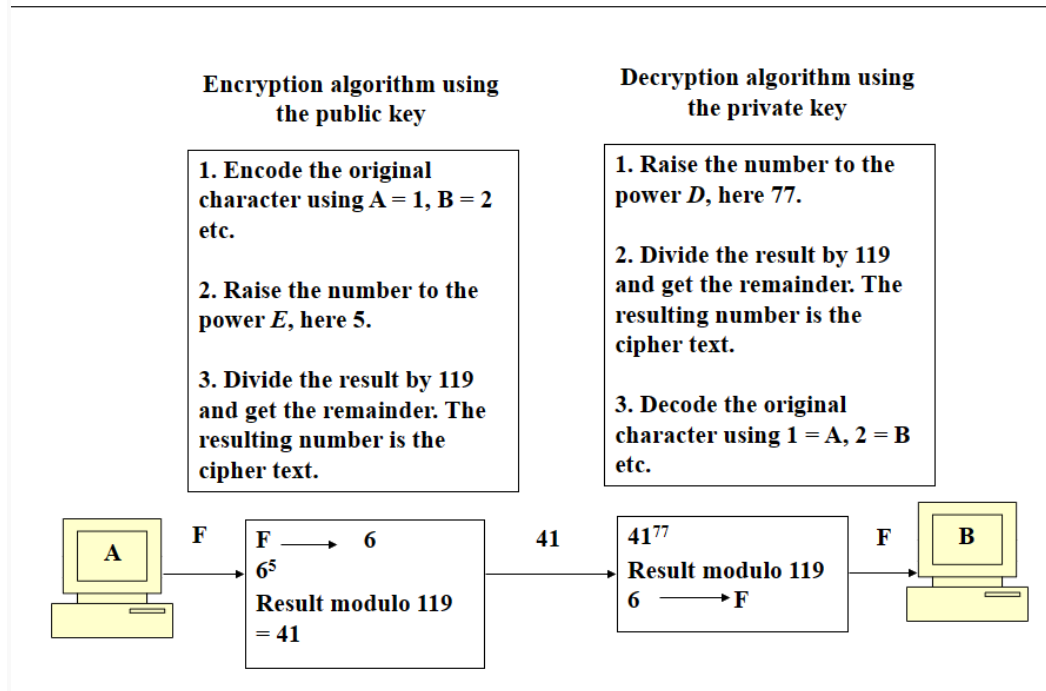 Encryption algorithm using
the public key
1. Encode the original
character using A = 1, B = 2
etc.
2. Raise the number to the
power E, here 5.
3. Divide the result by 119
and get the remainder. The
resulting number is the
cipher text.
Decryption algorithm using
the private key
1. Raise the number to the
power D, here 77.
2. Divide the result by 119
and get the remainder. The
resulting number is the
cipher text.
3. Decode the original
character using 1 = A, 2 = B
etc.
A
F
F → 6
6⁵
Result modulo 119
= 41
41
41⁷⁷
Result modulo 119
6 → F
F
B